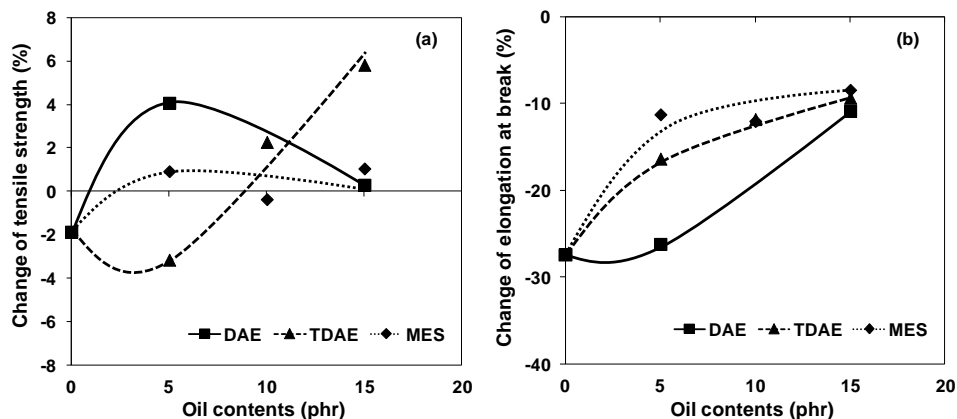 (a)
Change of tensile strength (%)
8
6
4
2
0
-2
-4
-6
-8
DAE TDAE MES
0 5 10 15 20
Oil contents (phr)
(b)
Change of elongation at break (%)
-0
-10
-20
-30
-40
DAE TDAE MES
0 5 10 15 20
Oil contents (phr)